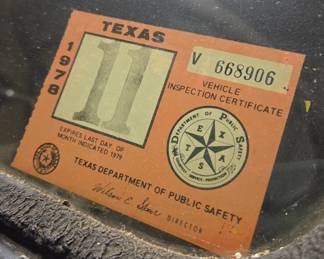 TEXAS
1978
11
V 668906
VEHICLE
INSPECTION CERTIFICATE
EXPIRES LAST DAY OF
MONTH INDICATED 1979
TEXAS DEPARTMENT OF PUBLIC SAFETY
DIRECTOR
DEPARTMENT OF PUBLIC SAFETY
TEXAS